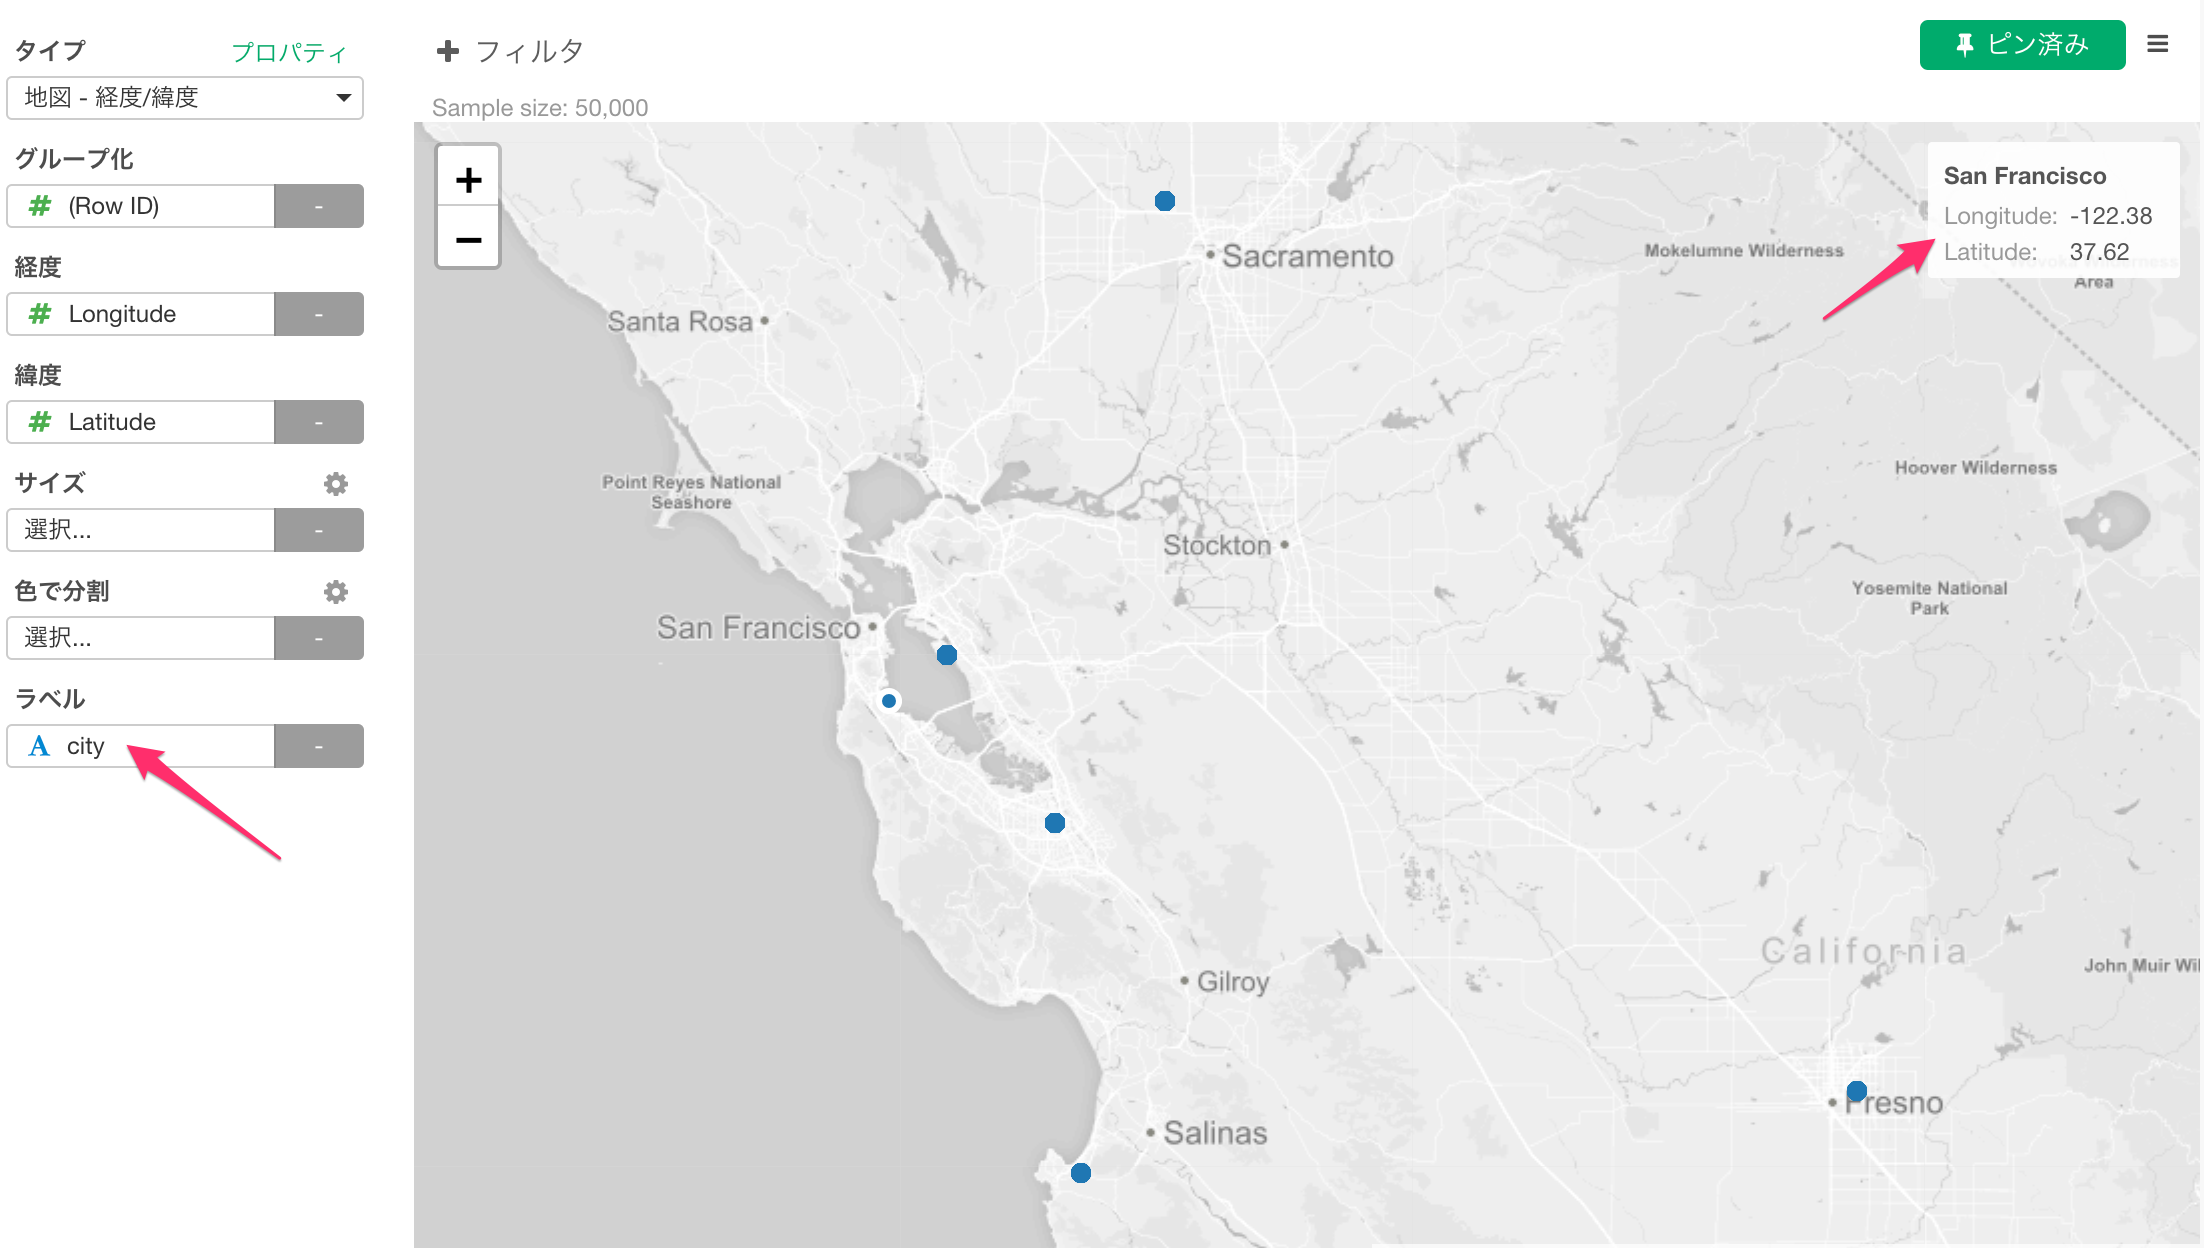 タイプ
プロパティ
地図 - 経度/緯度
グループ化
# (Row ID) -
経度
# Longitude -
緯度
# Latitude -
サイズ
選択... -
色で分割
選択... -
ラベル
A city -
+ フィルタ
ピン済み
Sample size: 50,000
+
−
San Francisco
Longitude: -122.38
Latitude: 37.62
Area
Sacramento
Mokelumne Wilderness
Santa Rosa
Hoover Wilderness
Point Reyes National
Seashore
Stockton
Yosemite National
Park
San Francisco
California
John Muir Wil
Gilroy
Fresno
Salinas